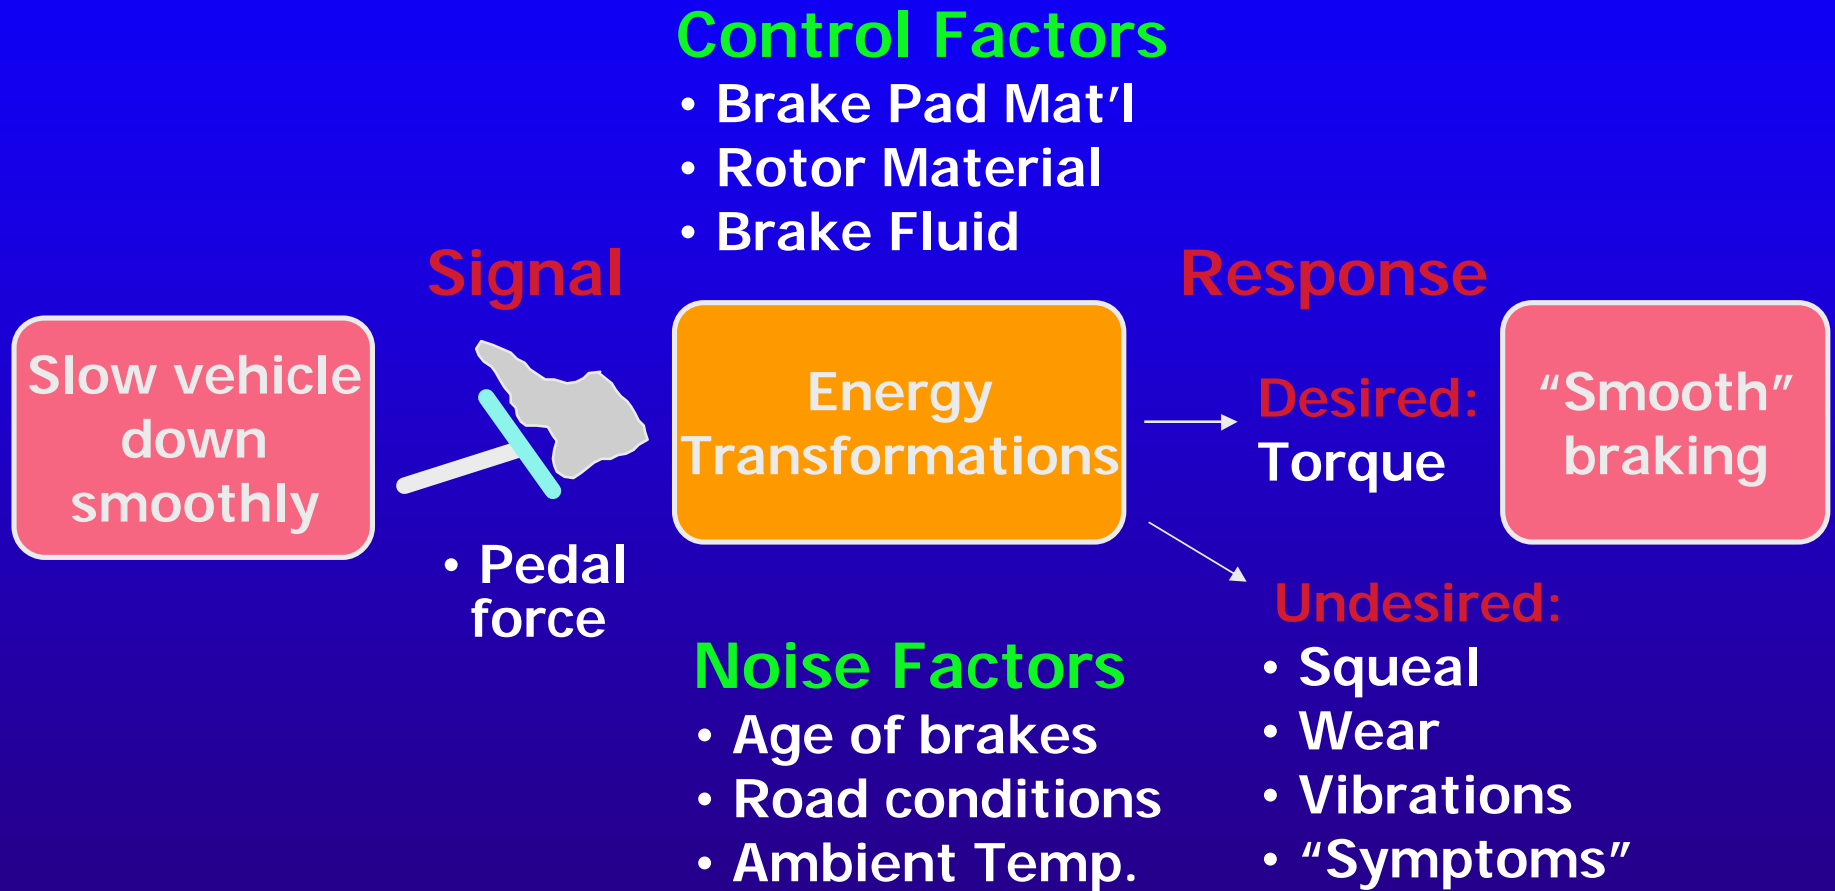 Control Factors
• Brake Pad Mat’l
• Rotor Material
• Brake Fluid
Signal
Response
Slow vehicle
down
smoothly
• Pedal
force
Energy
Transformations
Desired:
Torque
“Smooth”
braking
Undesired:
• Squeal
• Wear
• Vibrations
• “Symptoms”
Noise Factors
• Age of brakes
• Road conditions
• Ambient Temp.